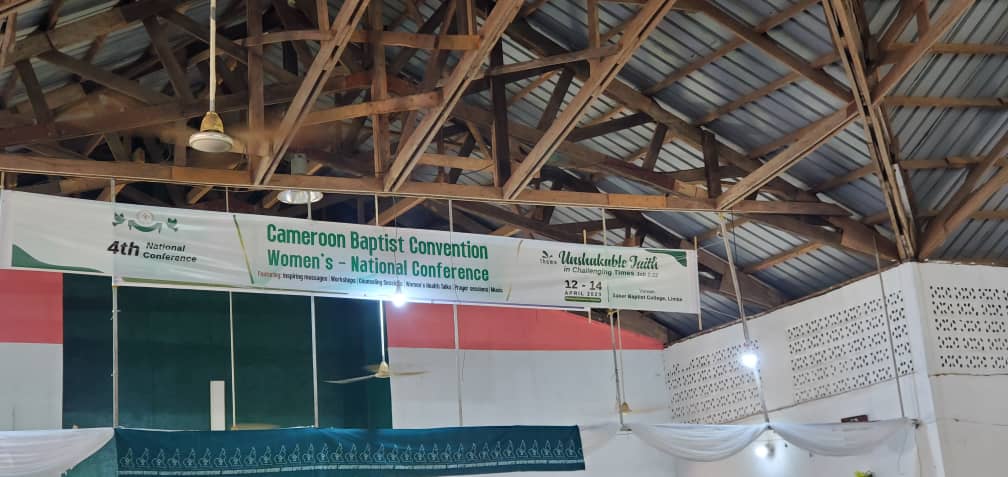 4th National
Conference
Cameroon Baptist Convention
Women's - National Conference
Featuring: Inspiring messages | Workshops | Counseling Sessions | Women's Health Talks | Prayer sessions | Music
Unshakable Faith
in Challenging Times
12 - 14
APRIL 2023
Venue:
Saker Baptist College, Limbe